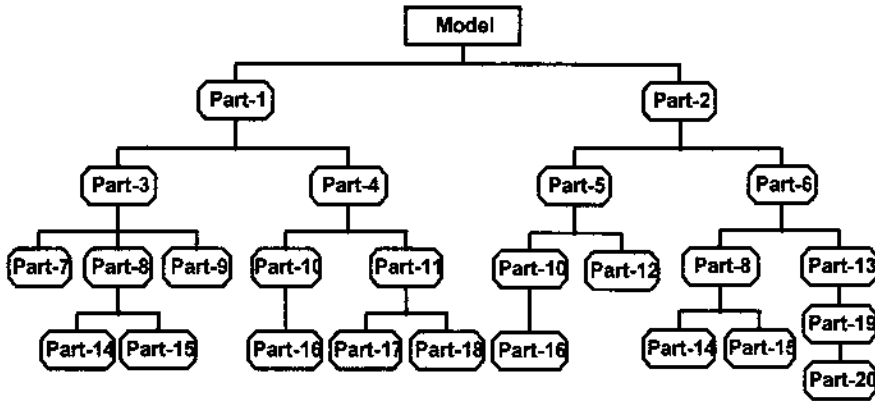 Model
Part-1
Part-2
Part-3
Part-4
Part-5
Part-6
Part-7
Part-8
Part-9
Part-10
Part-11
Part-10
Part-12
Part-8
Part-13
Part-14
Part-15
Part-16
Part-17
Part-18
Part-16
Part-14
Part-15
Part-19
Part-20